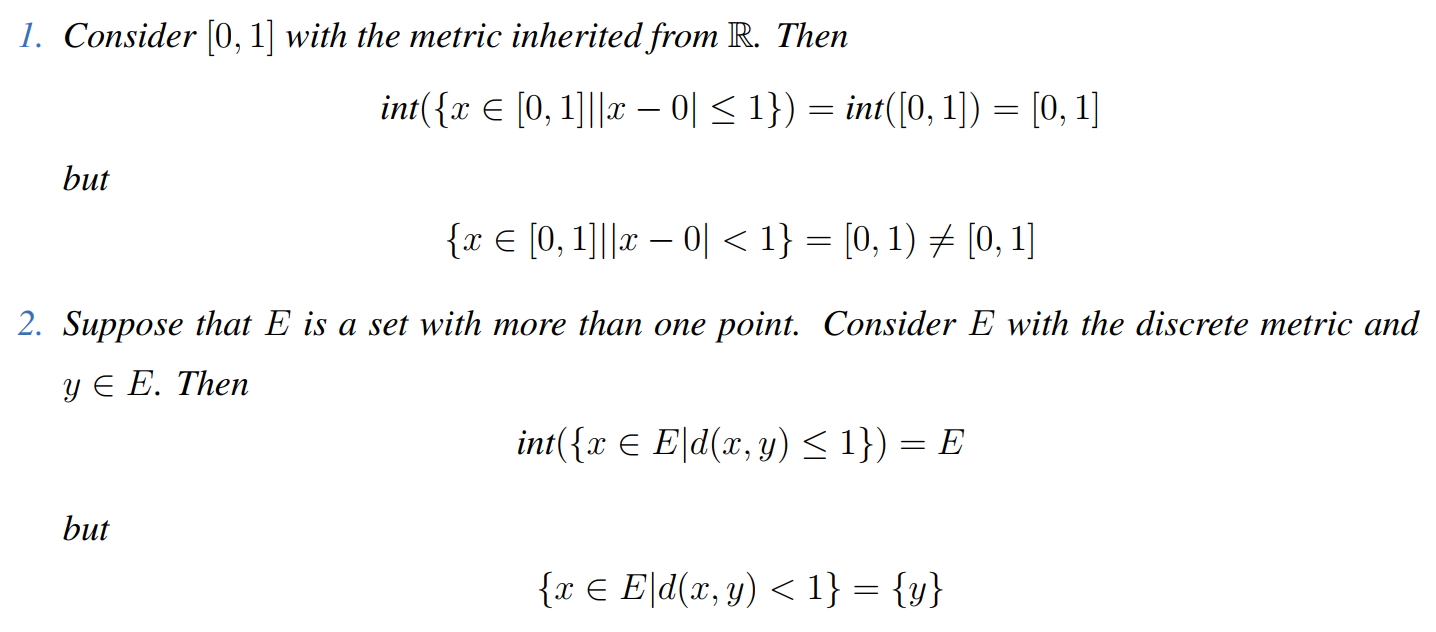 1. Consider [0, 1] with the metric inherited from ℝ. Then
int({x ∈ [0, 1]||x − 0| ≤ 1}) = int([0, 1]) = [0, 1]
but
{x ∈ [0, 1]||x − 0| < 1} = [0, 1) ≠ [0, 1]
2. Suppose that E is a set with more than one point. Consider E with the discrete metric and
y ∈ E. Then
int({x ∈ E|d(x, y) ≤ 1}) = E
but
{x ∈ E|d(x, y) < 1} = {y}